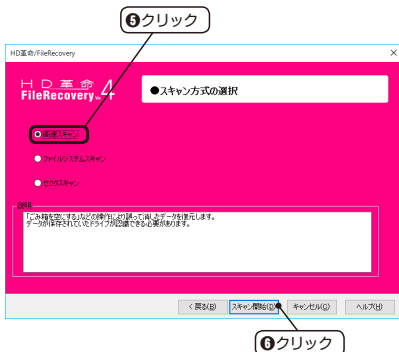 ❺クリック
HD革命/FileRecovery
HD革命
FileRecovery Ver. 4
●スキャン方式の選択
高速スキャン
ファイルシステムスキャン
セクタスキャン
説明
「ごみ箱を空にする」などの操作により誤って消したデータを復元します。
データが保存されていたドライブが認識できる必要があります。
< 戻る(B) スキャン開始(O) キャンセル(C) ヘルプ(H)
❻クリック